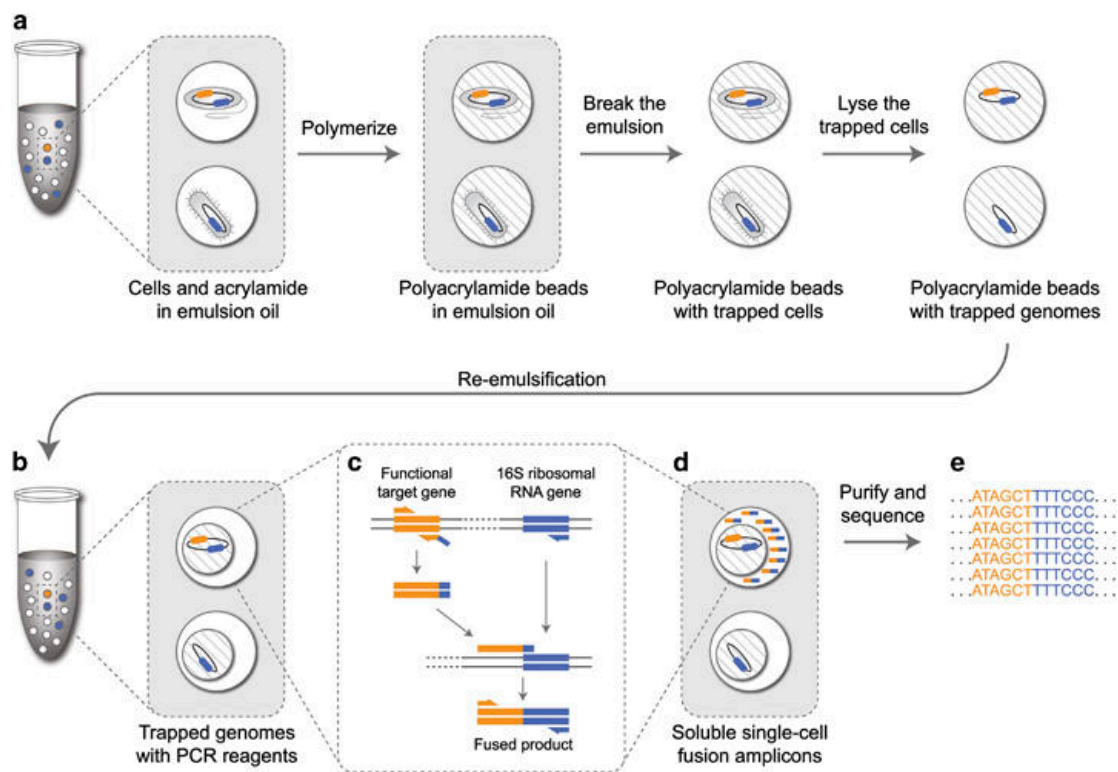 a
Polymerize
Break the
emulsion
Lyse the
trapped cells
Cells and acrylamide
in emulsion oil
Polyacrylamide beads
in emulsion oil
Polyacrylamide beads
with trapped cells
Polyacrylamide beads
with trapped genomes
Re-emulsification
b
Trapped genomes
with PCR reagents
c
Functional
target gene
16S ribosomal
RNA gene
Fused product
d
Soluble single-cell
fusion amplicons
Purify and
sequence
e
. . .ATAGCTTTTCCC. . . .
. . .ATAGCTTTTCCC. . . .
. . .ATAGCTTTTCCC. . . .
. . .ATAGCTTTTCCC. . . .
. . .ATAGCTTTTCCC. . . .
. . .ATAGCTTTTCCC. . . .
. . .ATAGCTTTTCCC. . . .